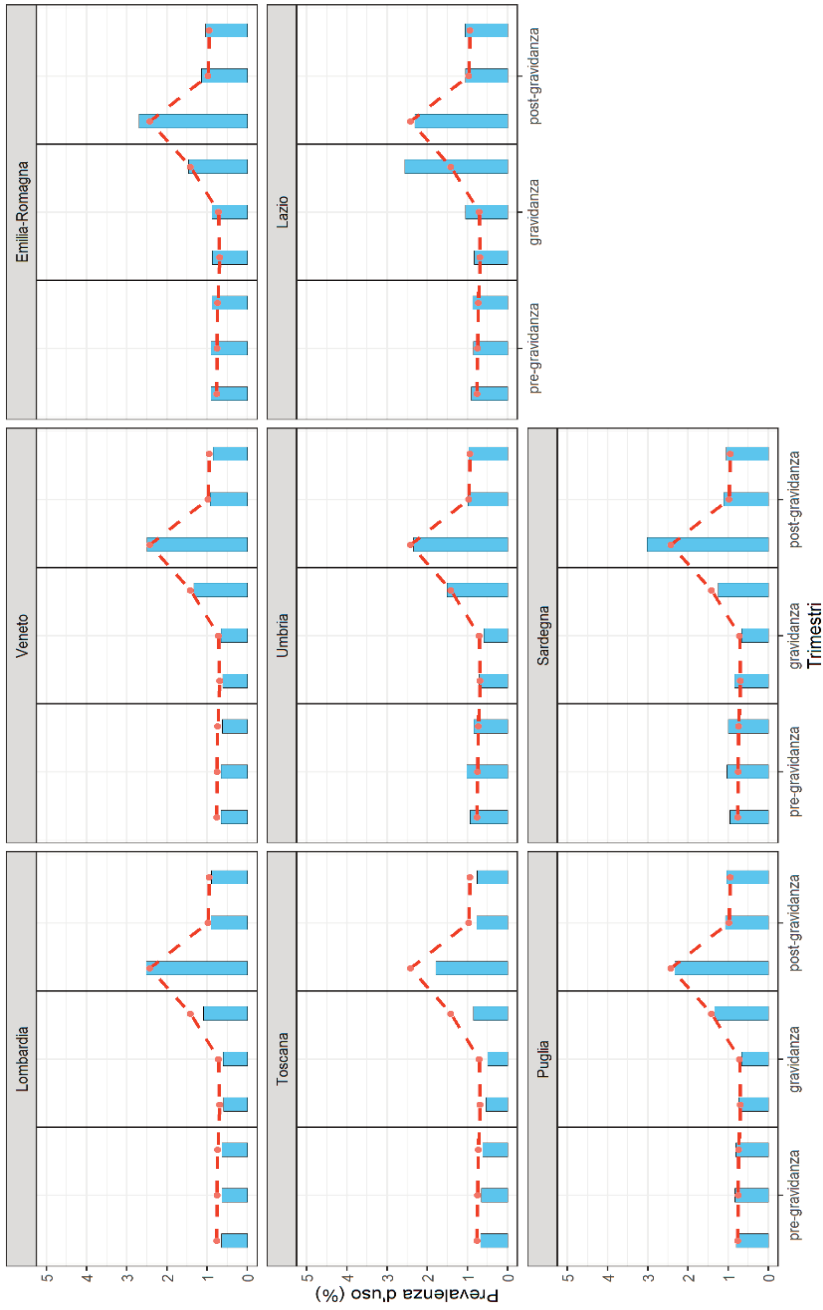 Lombardia
Veneto
Emilia-Romagna
5
4
3
2
1
0
Toscana
Umbria
Lazio
5
4
3
2
1
0
pre-gravidanza
gravidanza
post-gravidanza
Puglia
Sardegna
5
4
3
2
1
0
pre-gravidanza
gravidanza
post-gravidanza
pre-gravidanza
gravidanza
post-gravidanza
Prevalenza d'uso (%)
Trimestri